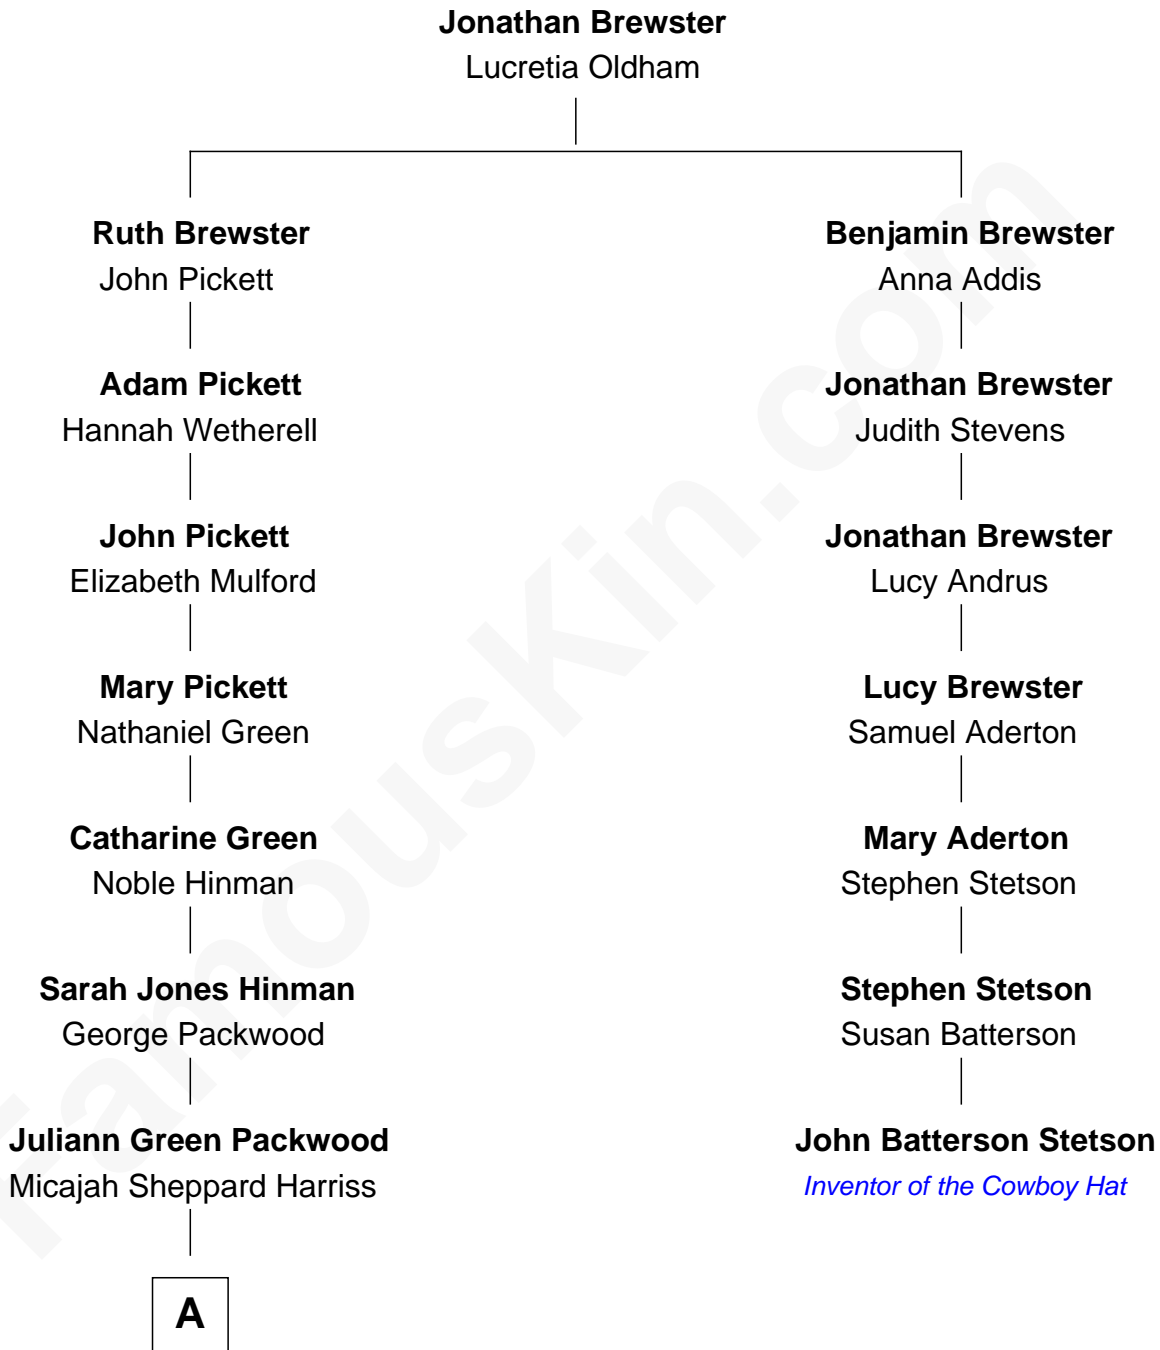 Jonathan Brewster
Lucretia Oldham
Ruth Brewster
John Pickett
Benjamin Brewster
Anna Addis
Adam Pickett
Hannah Wetherell
Jonathan Brewster
Judith Stevens
John Pickett
Elizabeth Mulford
Jonathan Brewster
Lucy Andrus
Mary Pickett
Nathaniel Green
Lucy Brewster
Samuel Aderton
Catharine Green
Noble Hinman
Mary Aderton
Stephen Stetson
Sarah Jones Hinman
George Packwood
Stephen Stetson
Susan Batterson
Juliann Green Packwood
Micajah Sheppard Harriss
John Batterson Stetson
Inventor of the Cowboy Hat
A
FamousKin.com